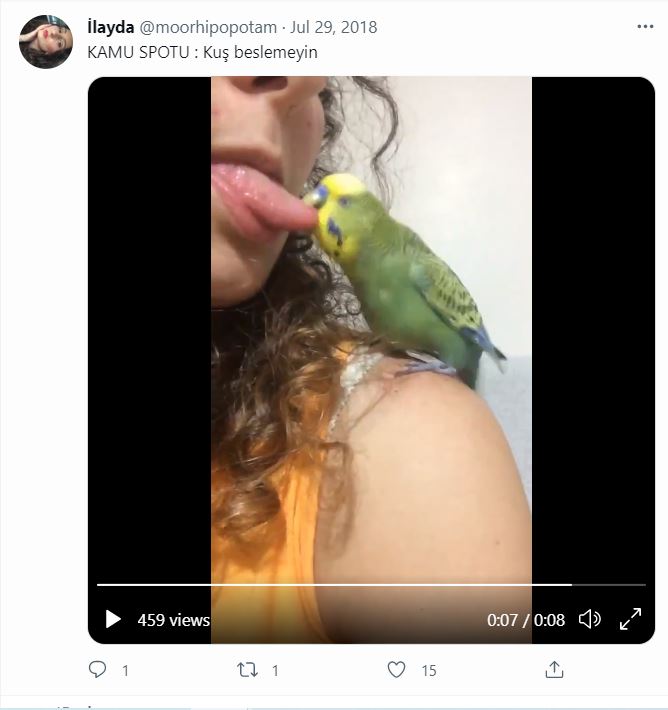 İlayda @moorhipopotam · Jul 29, 2018
KAMU SPOTU : Kuş beslemeyin
459 views
0:07 / 0:08
1
1
15